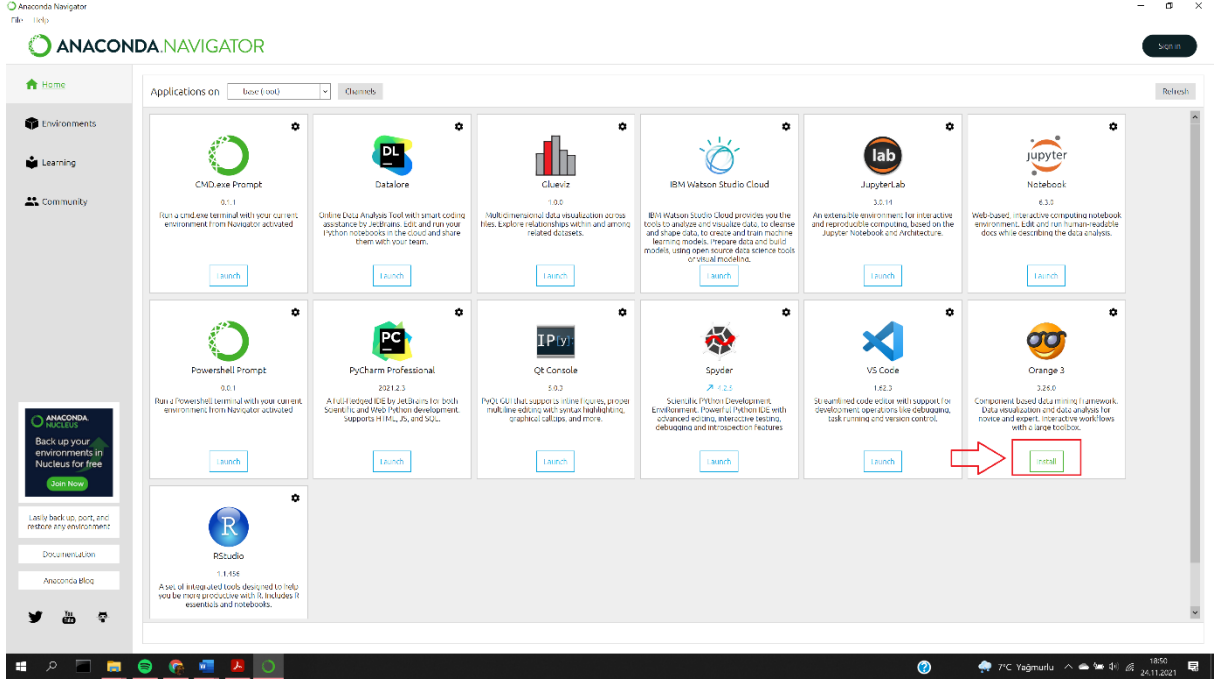 Anaconda Navigator
File Help
ANACONDA.NAVIGATOR
Sign in
Home
Applications on base (root) Channels
Refresh
Environments
Learning
Community
CMD.exe Prompt
0.1.1
Run a cmd.exe terminal with your current
environment from Navigator activated
Launch
DL
Datalore
Online Data Analysis Tool with smart coding
assistance by JetBrains. Edit and run your
Python notebooks in the cloud and share
them with your team.
Launch
Glueviz
1.0.0
Multidimensional data visualization across
files. Explore relationships within and among
related datasets.
Launch
IBM Watson Studio Cloud
IBM Watson Studio Cloud provides you the
tools to analyze and visualize data, to cleanse
and shape data, to create and train machine
learning models. Prepare data and build
models, using open source data science tools
or visual modeling.
Launch
lab
JupyterLab
3.0.14
An extensible environment for interactive
and reproducible computing, based on the
Jupyter Notebook and Architecture.
Launch
jupyter
Notebook
6.3.0
Web-based, interactive computing notebook
environment. Edit and run human-readable
docs while describing the data analysis.
Launch
Powershell Prompt
0.0.1
Run a Powershell terminal with your current
environment from Navigator activated
Launch
PC
PyCharm Professional
2021.2.3
A full-fledged IDE by JetBrains for both
Scientific and Web Python development.
Supports HTML, JS, and SQL.
Launch
IP[y]:
Qt Console
5.0.3
PyQt GUI that supports inline figures, proper
multiline editing with syntax highlighting,
graphical calltips, and more.
Launch
Spyder
4.2.5
Scientific PYthon Development
EnviRonment. Powerful Python IDE with
advanced editing, interactive testing,
debugging and introspection features
Launch
VS Code
1.62.3
Streamlined code editor with support for
development operations like debugging,
task running and version control.
Launch
Orange 3
3.26.0
Component based data mining framework.
Data visualization and data analysis for
novice and expert. Interactive workflows
with a large toolbox.
Install
R
RStudio
1.1.456
A set of integrated tools designed to help
you be more productive with R. Includes R
essentials and notebooks.
ANACONDA.
NUCLEUS
Back up your
environments in
Nucleus for free
Join Now
Easily back up, port, and
restore any environment
Documentation
Anaconda Blog
You
Tube
7°C Yağmurlu
18:50
24.11.2021